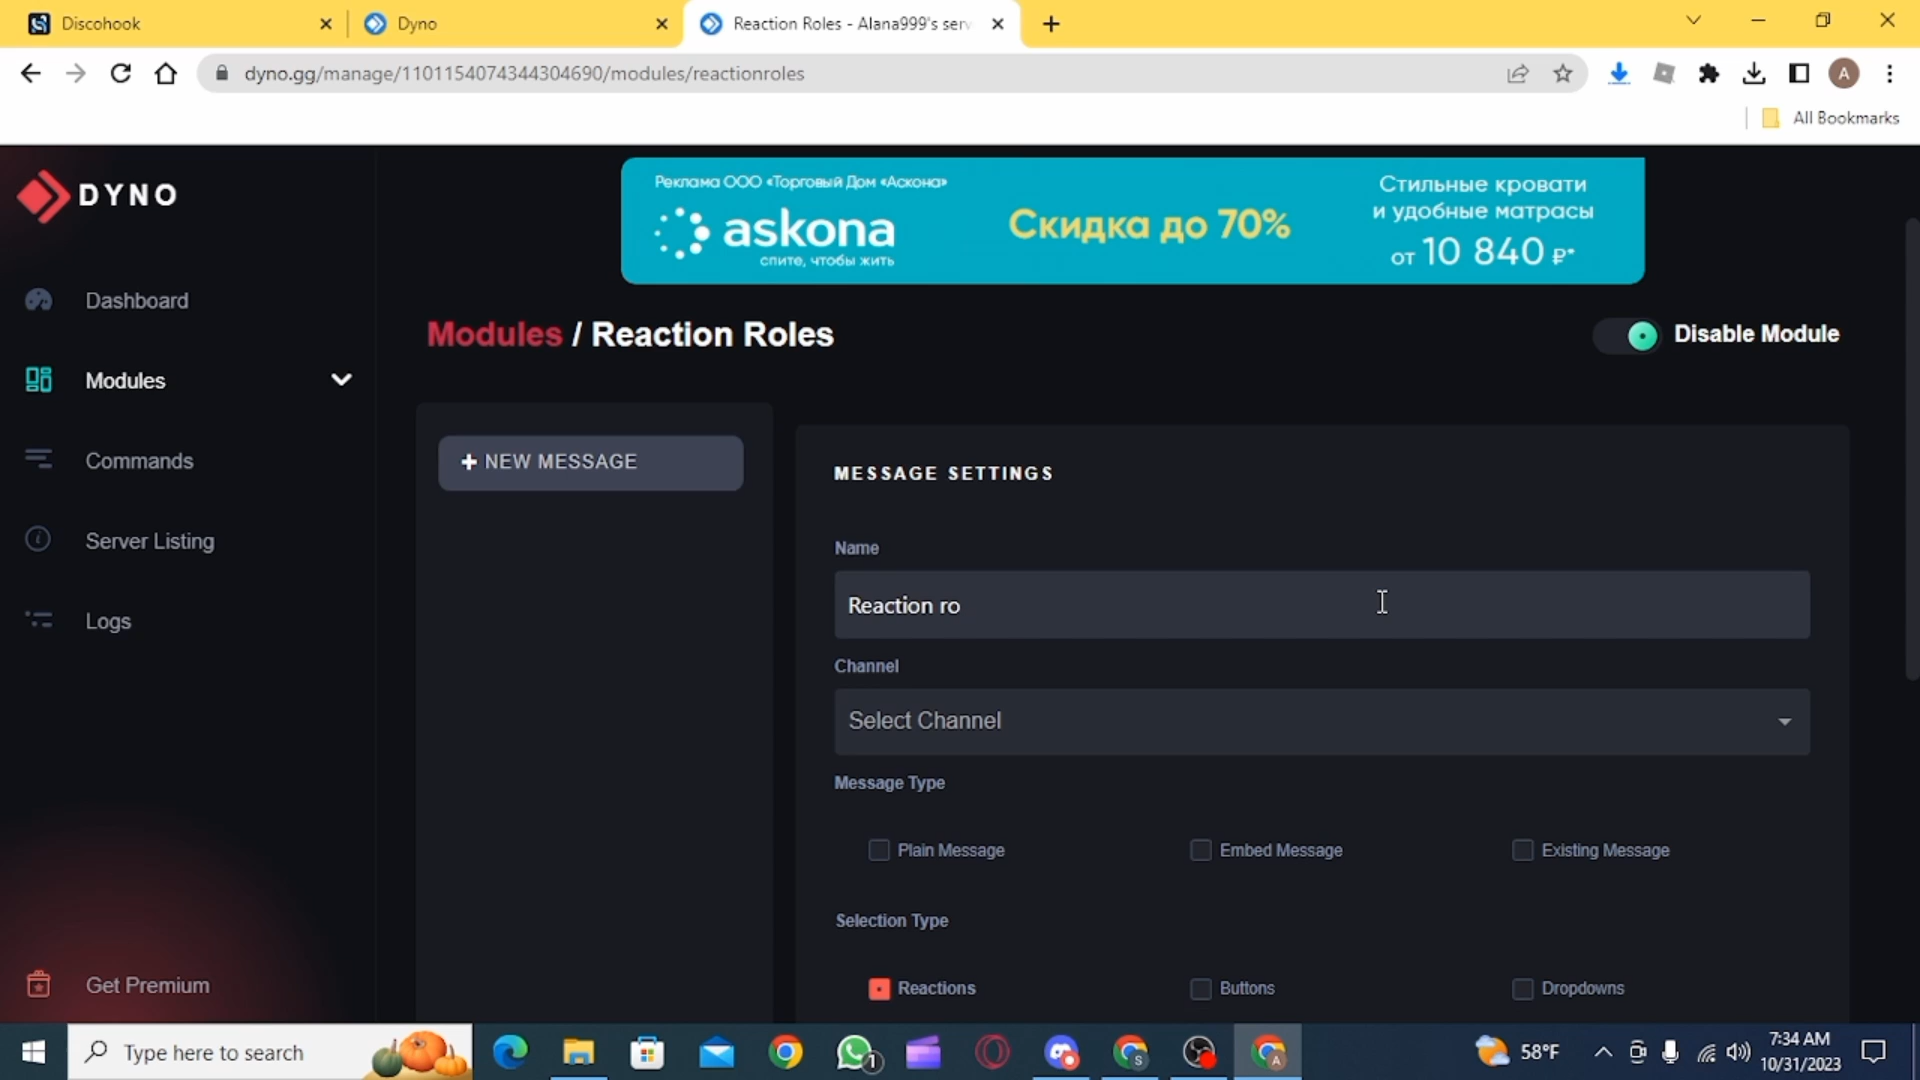 Discohook
Dyno
Reaction Roles - Alana999's serv
dyno.gg/manage/1101154074344304690/modules/reactionroles
A
All Bookmarks
DYNO
Реклама ООО «Торговый Дом «Аскона»
askona
спите, чтобы жить
Скидка до 70%
Стильные кровати
и удобные матрасы
от 10 840 ₽*
Dashboard
Modules
Commands
Server Listing
Logs
Get Premium
Modules / Reaction Roles
Disable Module
+ NEW MESSAGE
MESSAGE SETTINGS
Name
Reaction ro
Channel
Select Channel
Message Type
Plain Message
Embed Message
Existing Message
Selection Type
Reactions
Buttons
Dropdowns
Type here to search
1
S
A
58°F
7:34 AM
10/31/2023